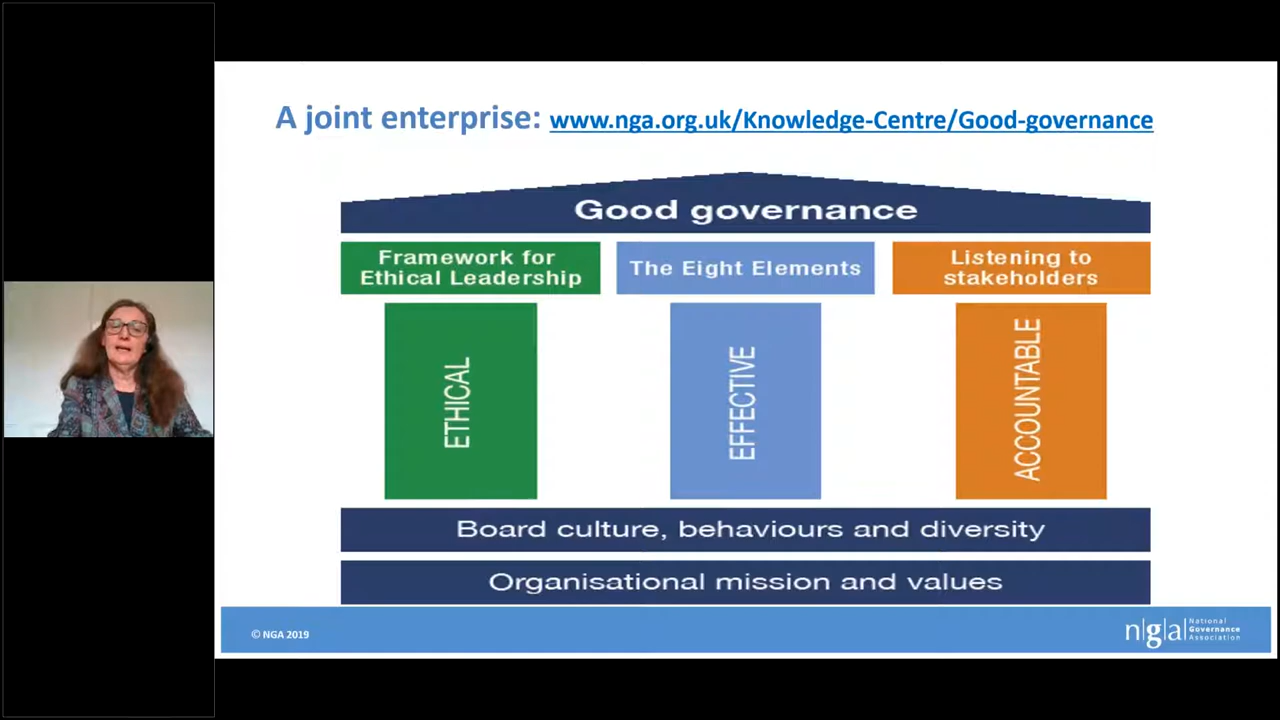 A joint enterprise: www.nga.org.uk/Knowledge-Centre/Good-governance
Good governance
Framework for
Ethical Leadership
The Eight Elements
Listening to
stakeholders
ETHICAL
EFFECTIVE
ACCOUNTABLE
Board culture, behaviours and diversity
Organisational mission and values
© NGA 2019
n|g|a
National
Governance
Association